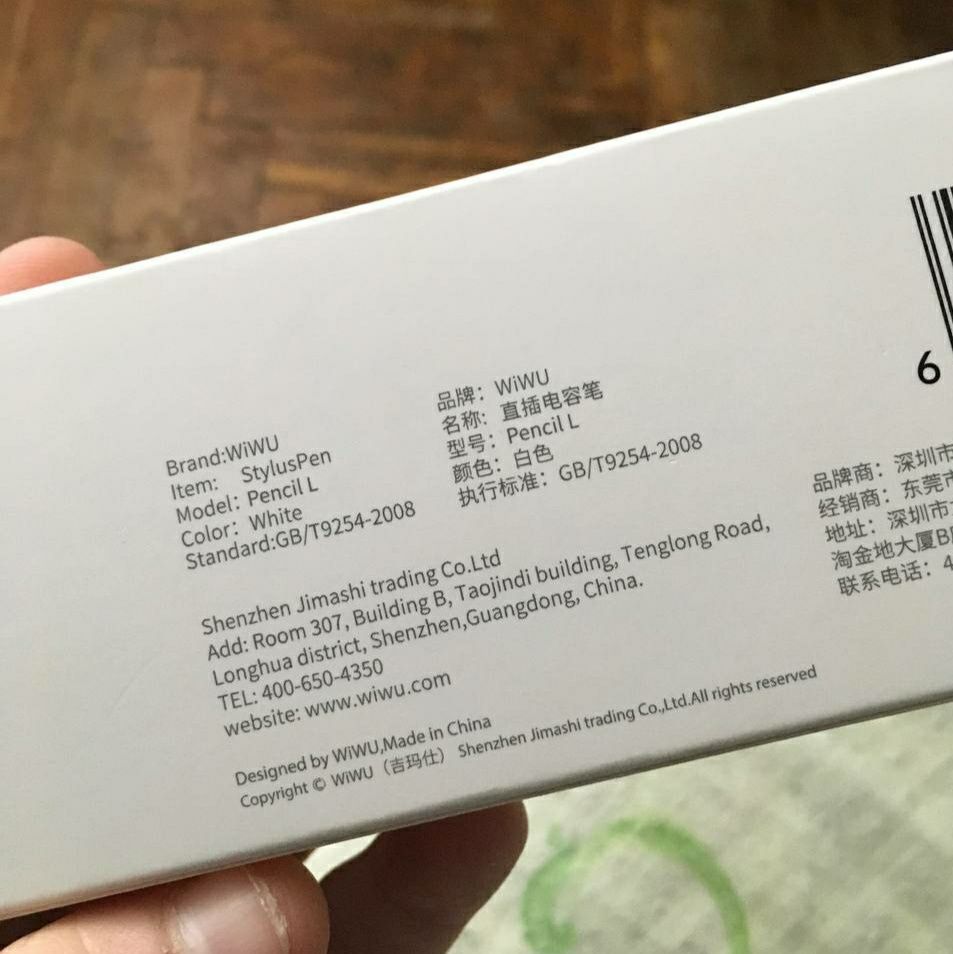 Brand:WiWU
Item: StylusPen
Model: Pencil L
Color: White
Standard:GB/T9254-2008
品牌：WiWU
名称：直插电容笔
型号：Pencil L
颜色：白色
执行标准：GB/T9254-2008
Shenzhen Jimashi trading Co.Ltd
Add: Room 307, Building B, Taojindi building, Tenglong Road,
Longhua district, Shenzhen,Guangdong, China.
TEL: 400-650-4350
website: www.wiwu.com
Designed by WiWU,Made in China
Copyright © WiWU（吉玛仕） Shenzhen Jimashi trading Co.,Ltd.All rights reserved
6
品牌商：深圳市
经销商：东莞市
地址：深圳市
淘金地大厦B
联系电话：4